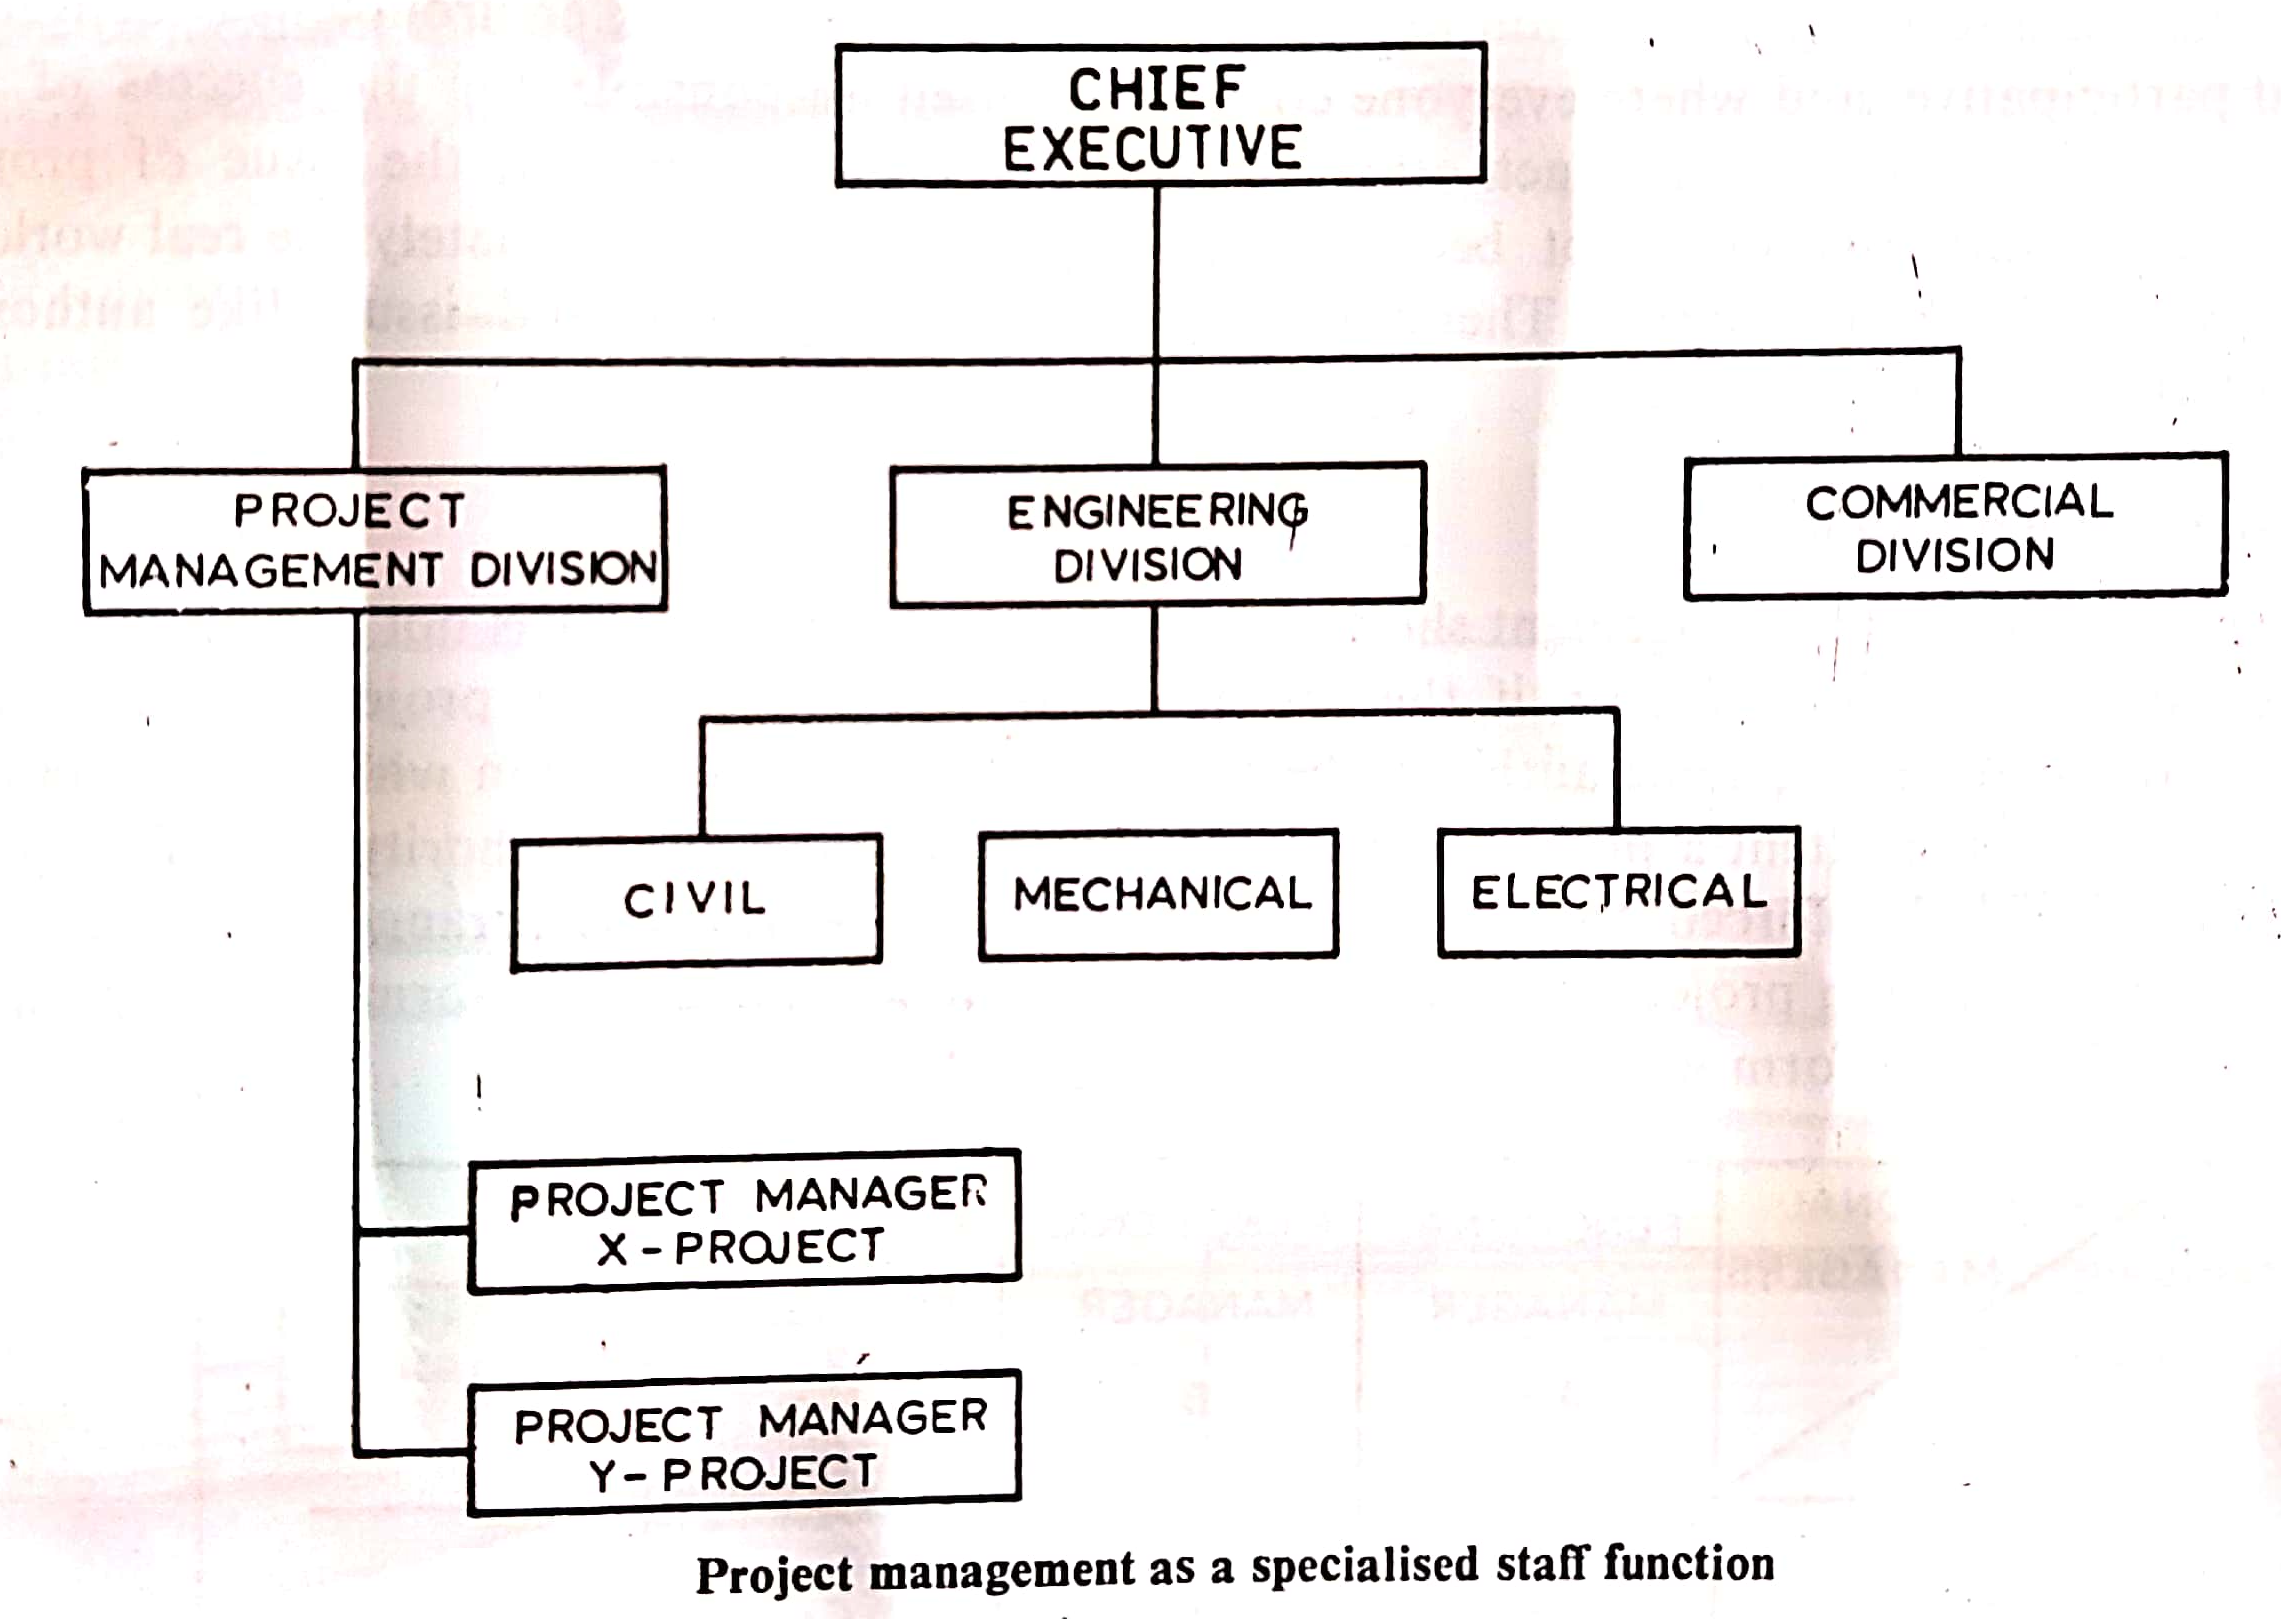 CHIEF
EXECUTIVE
PROJECT
MANAGEMENT DIVISION
ENGINEERING
DIVISION
COMMERCIAL
DIVISION
CIVIL
MECHANICAL
ELECTRICAL
PROJECT MANAGER
X-PROJECT
PROJECT MANAGER
Y-PROJECT
Project management as a specialised staff function